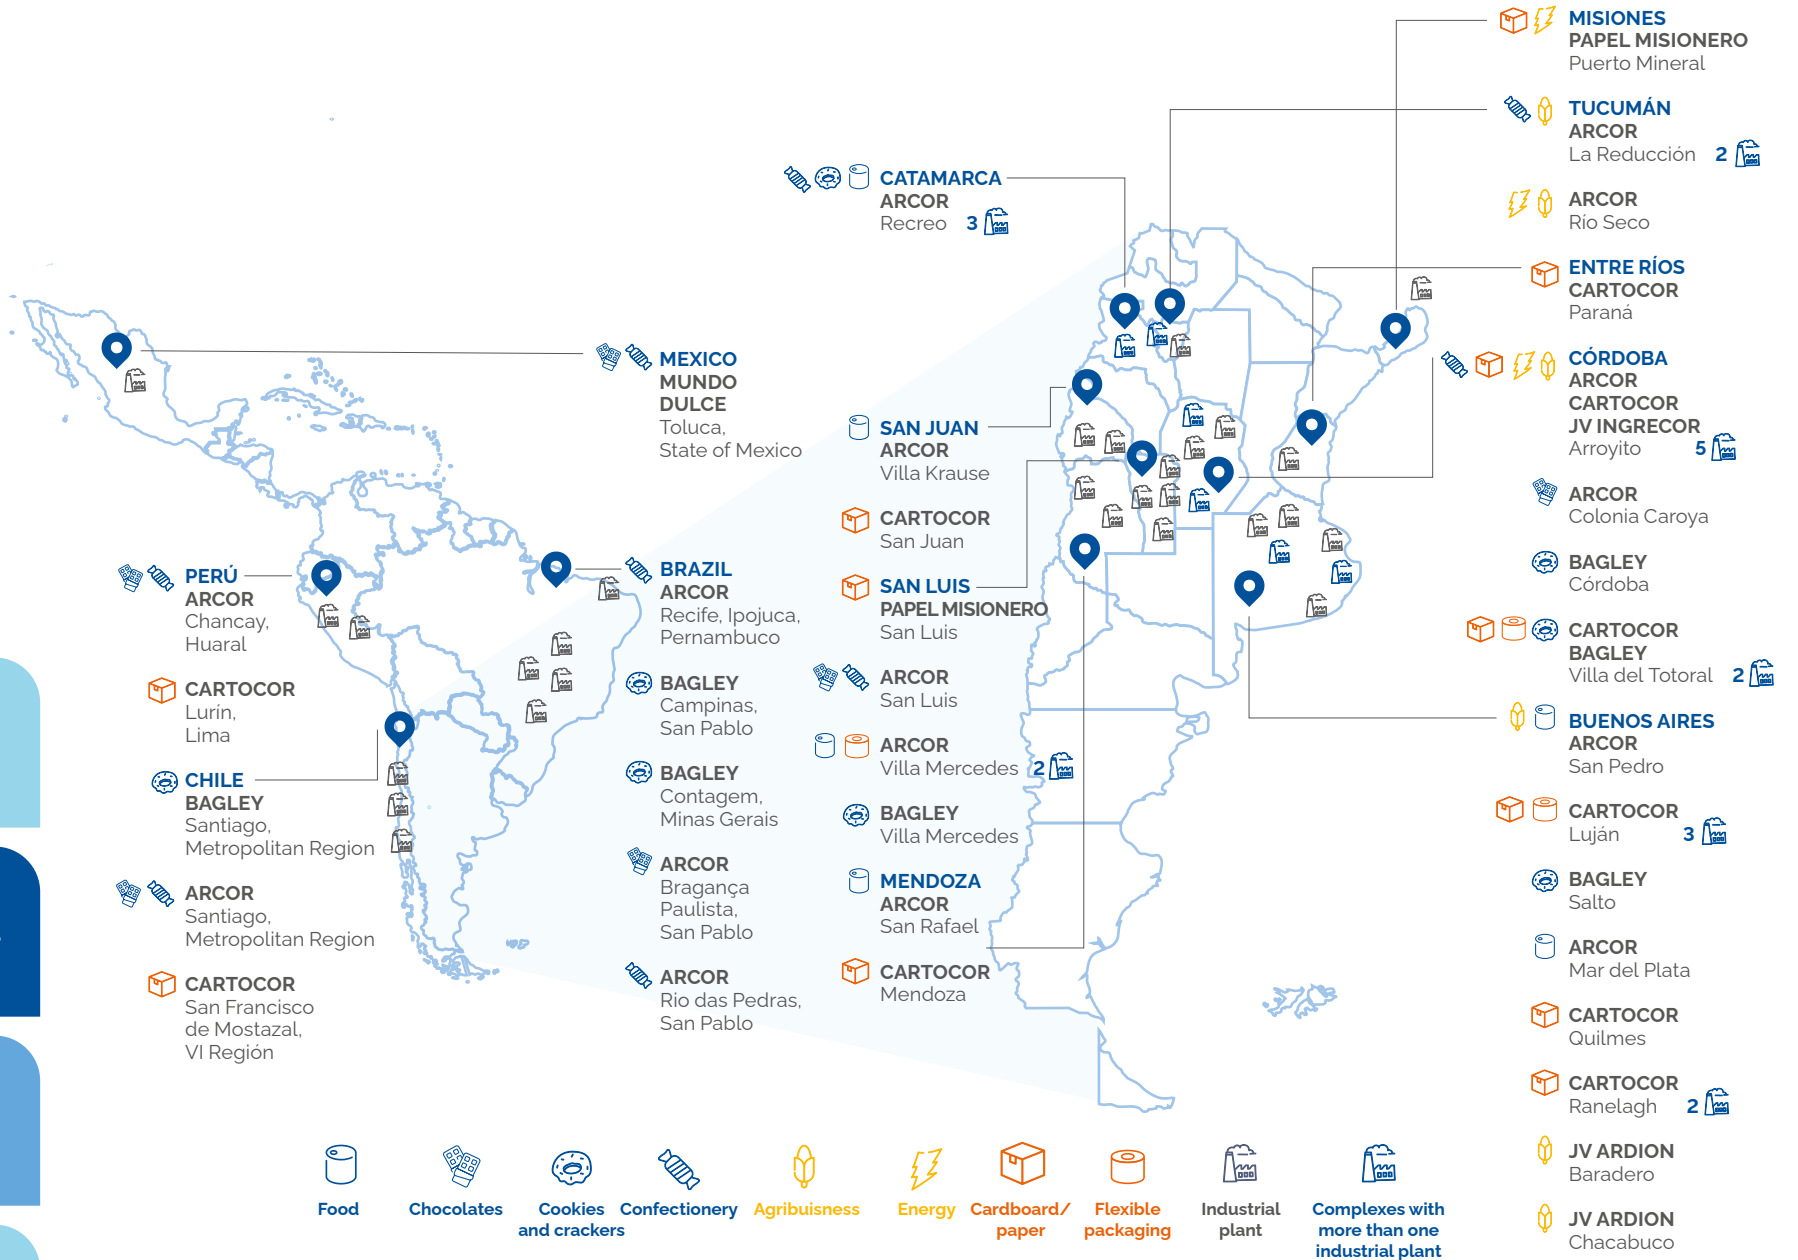 MEXICO
MUNDO
DULCE
Toluca,
State of Mexico
PERÚ
ARCOR
Chancay,
Huaral
CARTOCOR
Lurín,
Lima
CHILE
BAGLEY
Santiago,
Metropolitan Region
ARCOR
Santiago,
Metropolitan Region
CARTOCOR
San Francisco
de Mostazal,
VI Región
BRAZIL
ARCOR
Recife, Ipojuca,
Pernambuco
BAGLEY
Campinas,
San Pablo
BAGLEY
Contagem,
Minas Gerais
ARCOR
Bragança
Paulista,
San Pablo
ARCOR
Rio das Pedras,
San Pablo
CATAMARCA
ARCOR
Recreo 3
SAN JUAN
ARCOR
Villa Krause
CARTOCOR
San Juan
SAN LUIS
PAPEL MISIONERO
San Luis
ARCOR
San Luis
ARCOR
Villa Mercedes 2
BAGLEY
Villa Mercedes
MENDOZA
ARCOR
San Rafael
CARTOCOR
Mendoza
MISIONES
PAPEL MISIONERO
Puerto Mineral
TUCUMÁN
ARCOR
La Reducción 2
ARCOR
Río Seco
ENTRE RÍOS
CARTOCOR
Paraná
CÓRDOBA
ARCOR
CARTOCOR
JV INGRECOR
Arroyito 5
ARCOR
Colonia Caroya
BAGLEY
Córdoba
CARTOCOR
BAGLEY
Villa del Totoral 2
BUENOS AIRES
ARCOR
San Pedro
CARTOCOR
Luján 3
BAGLEY
Salto
ARCOR
Mar del Plata
CARTOCOR
Quilmes
CARTOCOR
Ranelagh 2
JV ARDION
Baradero
JV ARDION
Chacabuco
Food
Chocolates
Cookies
and crackers
Confectionery
Agribuisness
Energy
Cardboard/
paper
Flexible
packaging
Industrial
plant
Complexes with
more than one
industrial plant